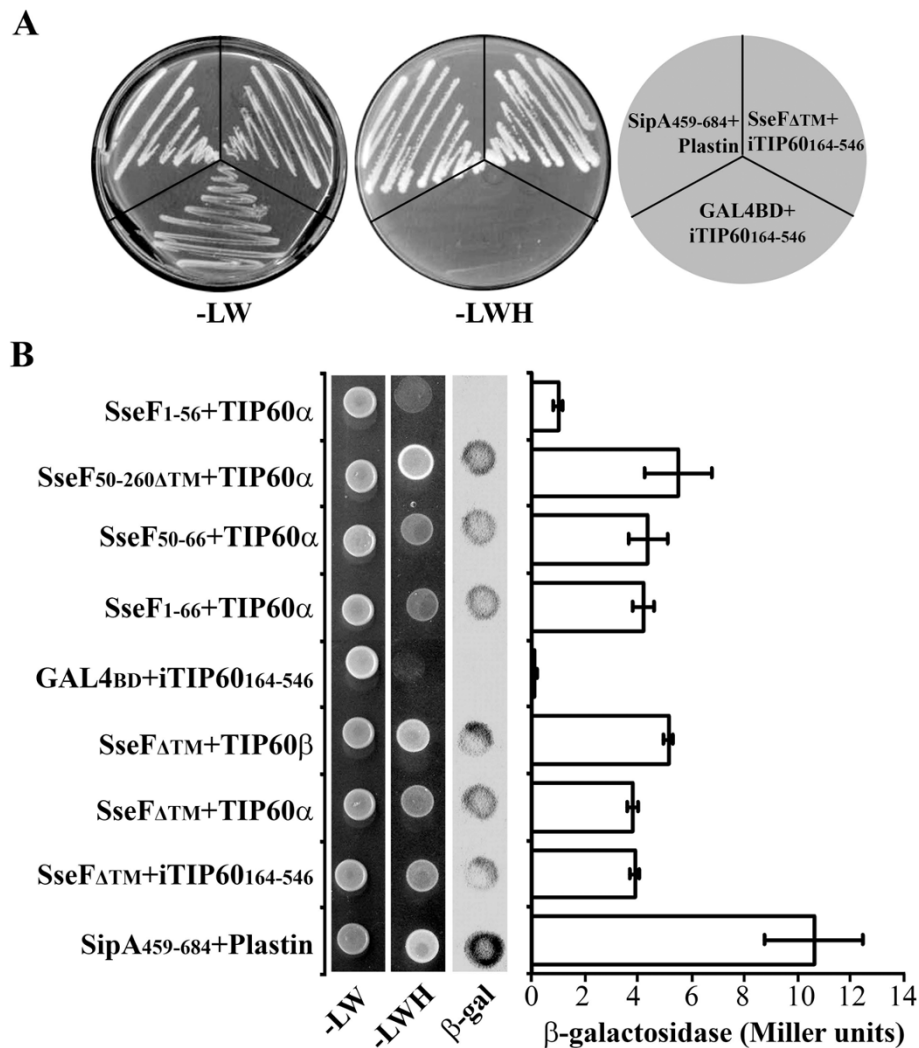 A
SipA459-684+
Plastin
SseFΔTM+
iTIP60164-546
GAL4BD+
iTIP60164-546
-LW
-LWH
B
SseF1-56+TIP60α
SseF50-260ΔTM+TIP60α
SseF50-66+TIP60α
SseF1-66+TIP60α
GAL4BD+iTIP60164-546
SseFΔTM+TIP60β
SseFΔTM+TIP60α
SseFΔTM+iTIP60164-546
SipA459-684+Plastin
-LW
-LWH
β-gal
0 2 4 6 8 10 12 14
β-galactosidase (Miller units)